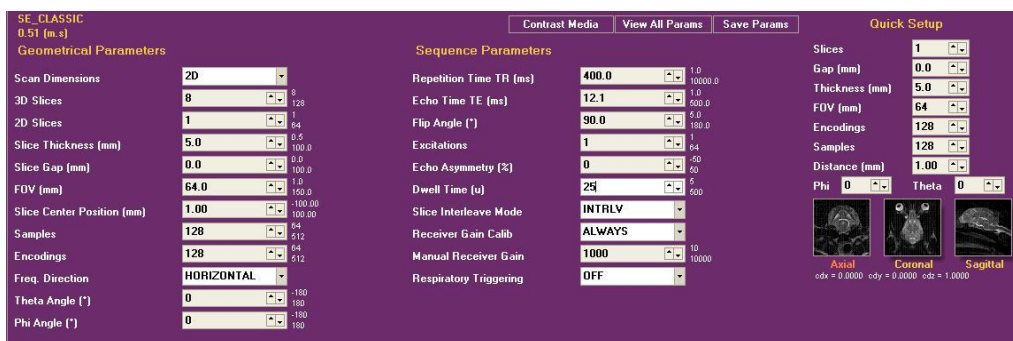 SE_CLASSIC
0.51 (m.s)
Contrast Media View All Params Save Params
Geometrical Parameters
Scan Dimensions 2D
3D Slices 8 8 128
2D Slices 1 1 64
Slice Thickness (mm) 5.0 0.5 100.0
Slice Gap (mm) 0.0 0.0 100.0
FOV (mm) 64.0 1.0 150.0
Slice Center Position (mm) 1.00 -100.00 100.00
Samples 128 64 512
Encodings 128 64 512
Freq. Direction HORIZONTAL
Theta Angle (°) 0 -180 180
Phi Angle (°) 0 -180 180
Sequence Parameters
Repetition Time TR (ms) 400.0 1.0 10000.0
Echo Time TE (ms) 12.1 1.0 500.0
Flip Angle (°) 90.0 5.0 180.0
Excitations 1 1 64
Echo Asymmetry (%) 0 -50 50
Dwell Time (u) 25 5 500
Slice Interleave Mode INTRLV
Receiver Gain Calib ALWAYS
Manual Receiver Gain 1000 10 10000
Respiratory Triggering OFF
Quick Setup
Slices 1
Gap (mm) 0.0
Thickness (mm) 5.0
FOV (mm) 64
Encodings 128
Samples 128
Distance (mm) 1.00
Phi 0 Theta 0
Axial Coronal Sagittal
cdx = 0.0000 cdy = 0.0000 cdz = 1.0000